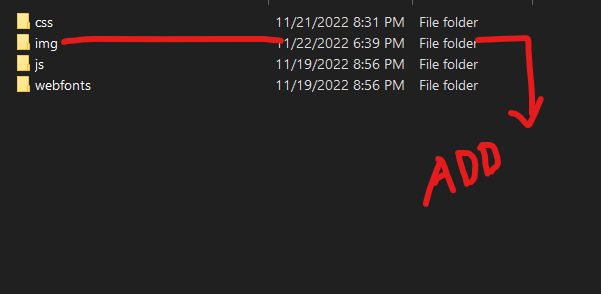 css 11/21/2022 8:31 PM File folder
img 11/22/2022 6:39 PM File folder
js 11/19/2022 8:56 PM File folder
webfonts 11/19/2022 8:56 PM File folder
ADD